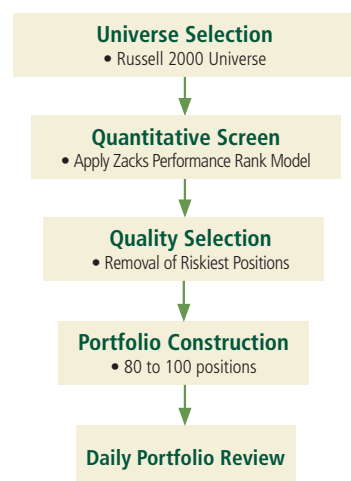 Universe Selection
• Russell 2000 Universe
Quantitative Screen
• Apply Zacks Performance Rank Model
Quality Selection
• Removal of Riskiest Positions
Portfolio Construction
• 80 to 100 positions
Daily Portfolio Review